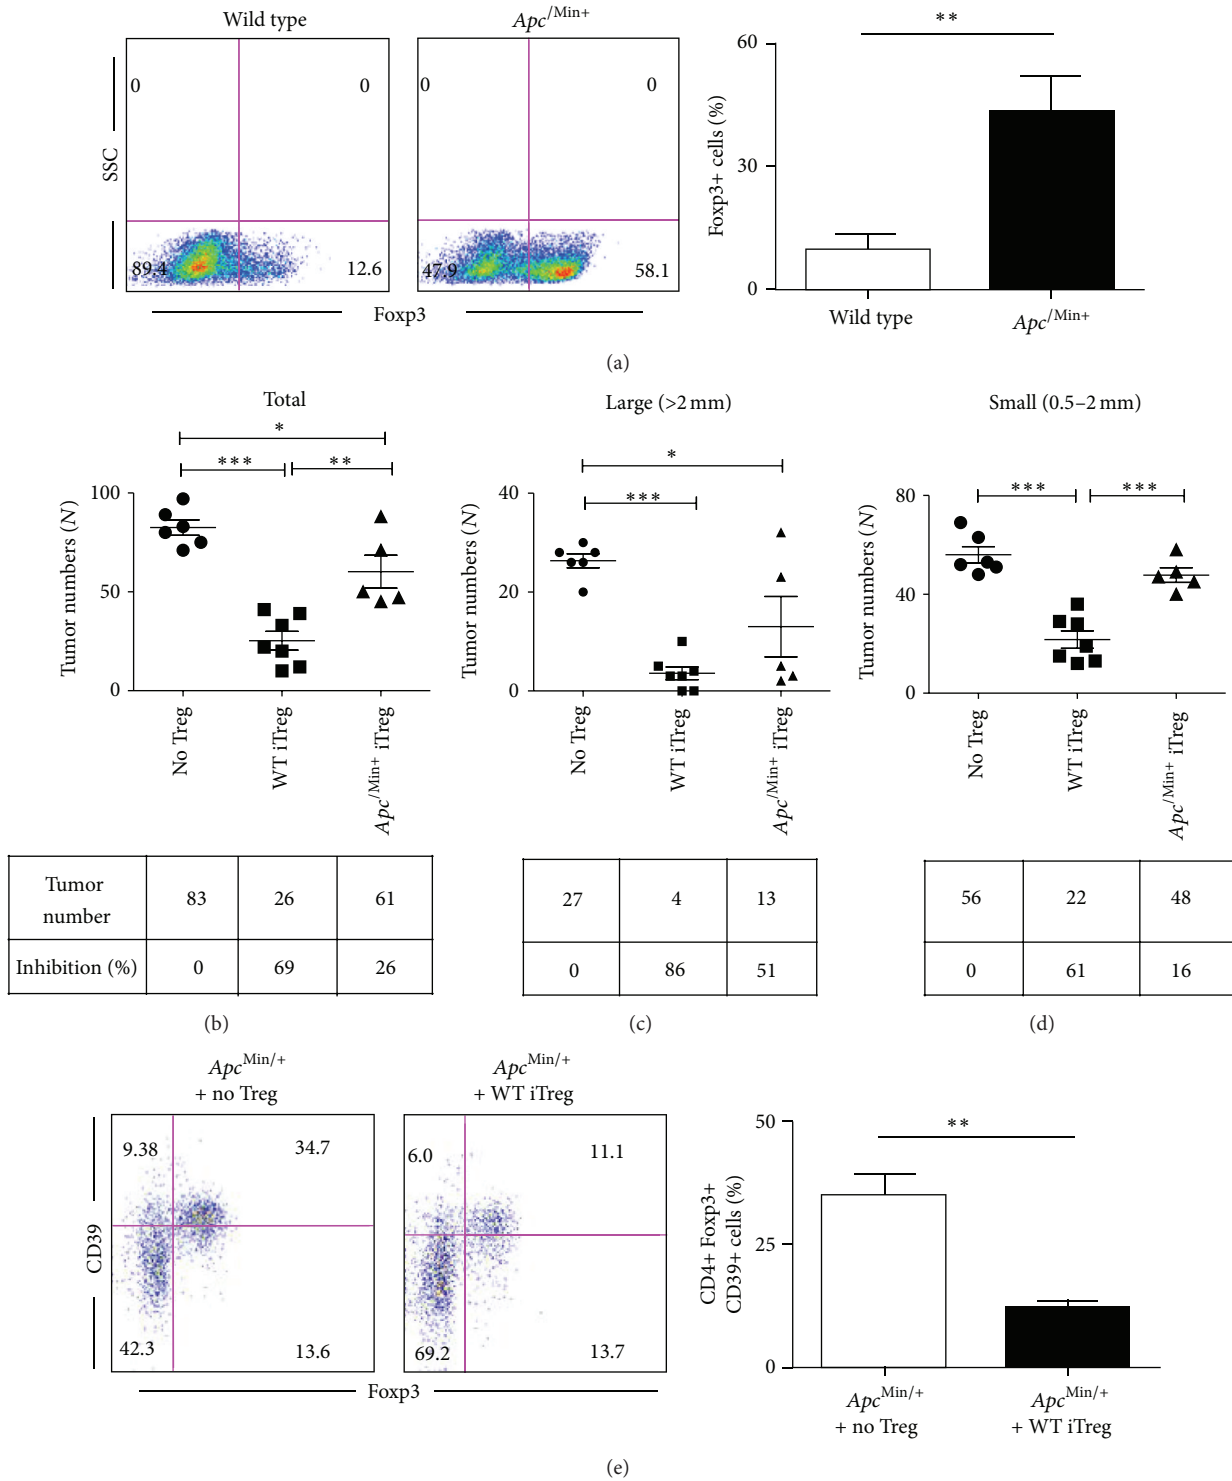 Wild type
Apc/Min+
0
0
0
0
SSC
89.4
12.6
47.9
58.1
Foxp3
**
60
30
0
Foxp3+ cells (%)
Wild type
Apc/Min+
(a)
Total
*
***
**
100
50
0
Tumor numbers (N)
No Treg
WT iTreg
Apc/Min+ iTreg
Large (>2 mm)
*
***
40
20
0
Tumor numbers (N)
No Treg
WT iTreg
Apc/Min+ iTreg
Small (0.5–2 mm)
***
***
80
40
0
Tumor numbers (N)
No Treg
WT iTreg
Apc/Min+ iTreg
Tumor number
83
26
61
Inhibition (%)
0
69
26
(b)
27
4
13
0
86
51
(c)
56
22
48
0
61
16
(d)
ApcMin/+
+ no Treg
ApcMin/+
+ WT iTreg
9.38
34.7
6.0
11.1
CD39
42.3
13.6
69.2
13.7
Foxp3
**
50
25
0
CD4+ Foxp3+
CD39+ cells (%)
ApcMin/+
+ no Treg
ApcMin/+
+ WT iTreg
(e)